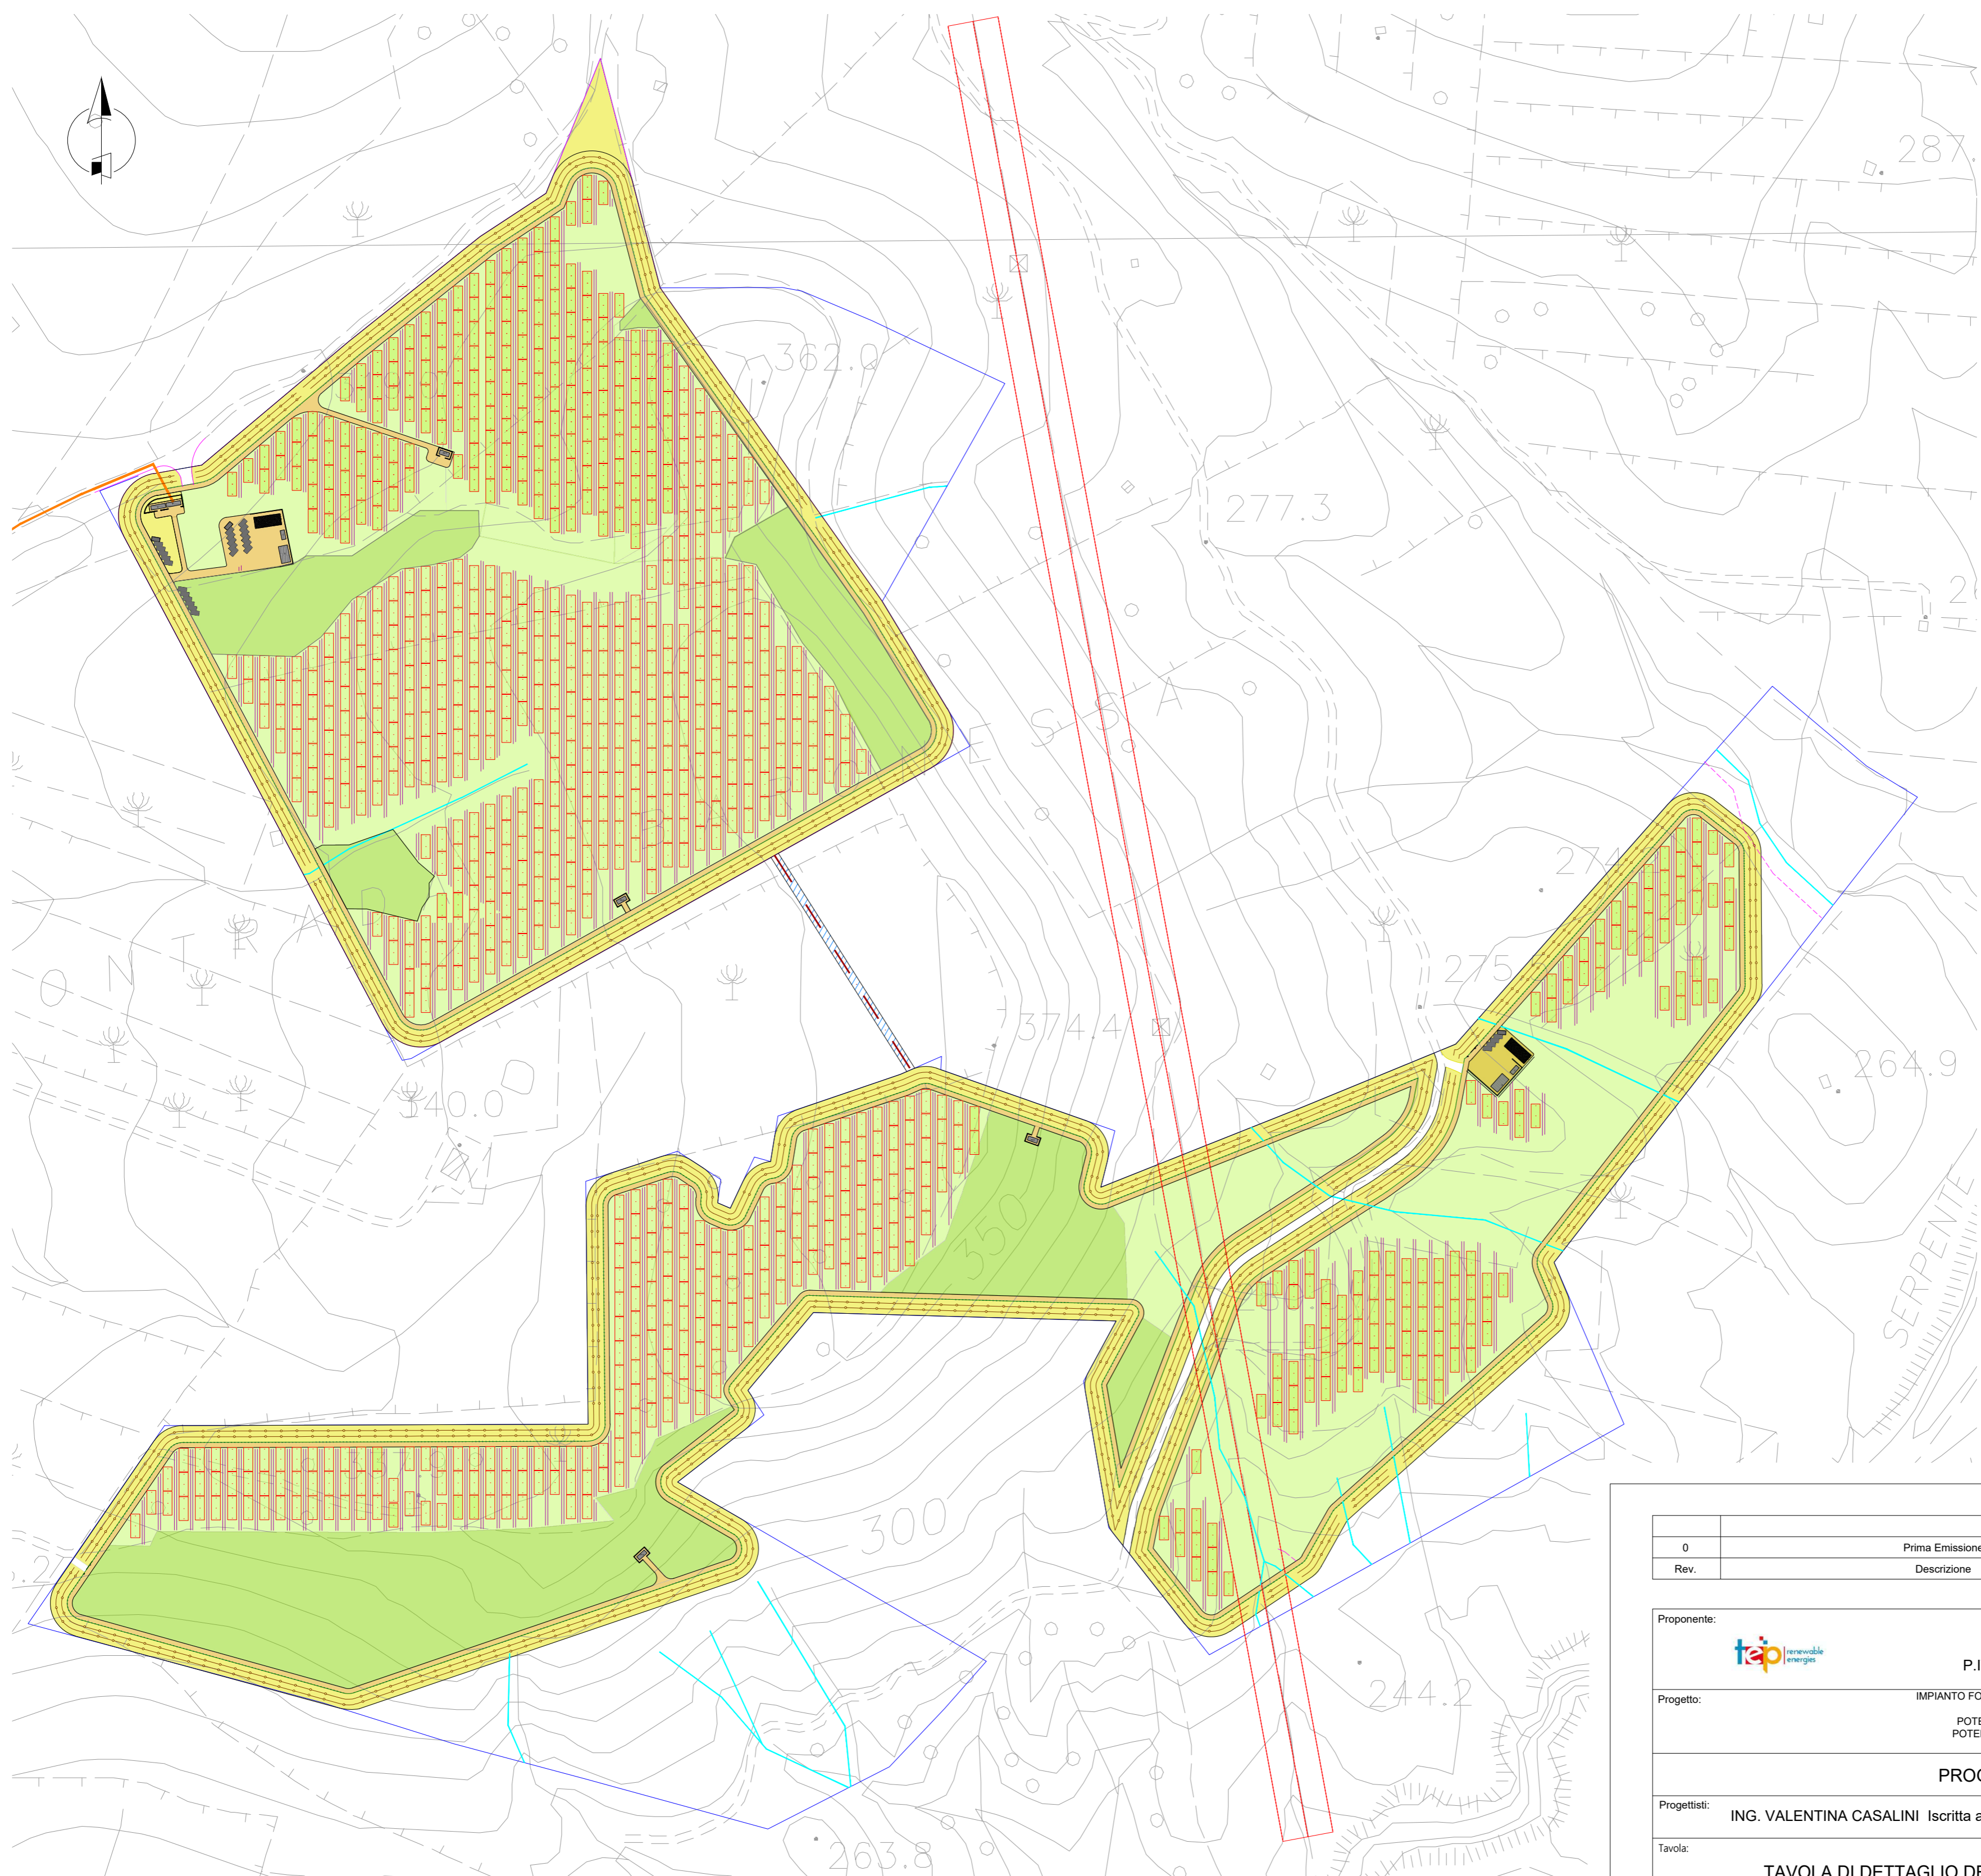 287.
362.0
277.3
274
275
264.9
374.4
340.0
350
300
244.2
263.8
SERPENTE
O N T R A
E S S A
0 Prima Emissione
Rev. Descrizione
Proponente:
tep renewable
energies
P.I
Progetto:
IMPIANTO FO
POTE
POTE
PROG
Progettisti:
ING. VALENTINA CASALINI Iscritta a
Tavola:
TAVOLA DI DETTAGLIO DE